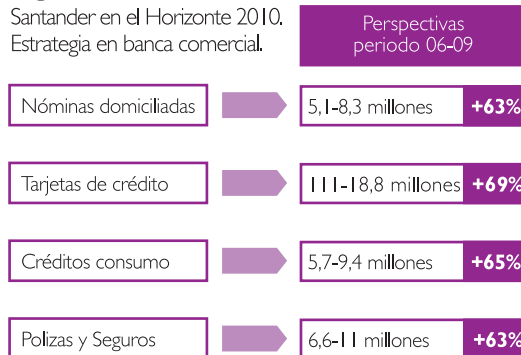 Santander en el Horizonte 2010.
Estrategia en banca comercial.
Perspectivas
periodo 06-09
Nóminas domiciliadas
5,1-8,3 millones
+63%
Tarjetas de crédito
111-18,8 millones
+69%
Créditos consumo
5,7-9,4 millones
+65%
Polizas y Seguros
6,6-11 millones
+63%